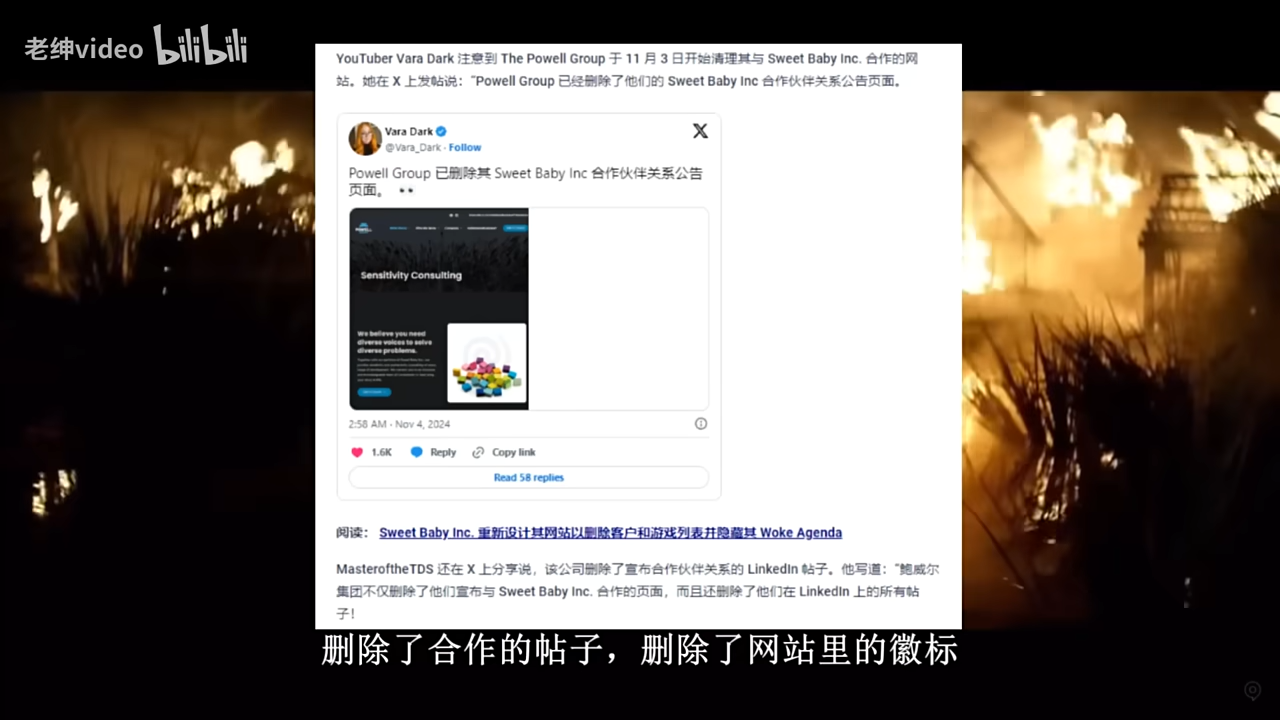 老绅video bilibili
YouTuber Vara Dark 注意到 The Powell Group 于 11 月 3 日开始清理其与 Sweet Baby Inc. 合作的网
站。她在 X 上发帖说："Powell Group 已经删除了他们的 Sweet Baby Inc 合作伙伴关系公告页面。
Vara Dark
@Vara_Dark · Follow
Powell Group 已删除其 Sweet Baby Inc 合作伙伴关系公告
页面。 👀
Sensitivity Consulting
We believe you need
diverse voices to solve
diverse problems.
2:58 AM · Nov 4, 2024
1.6K Reply Copy link
Read 58 replies
阅读： Sweet Baby Inc. 重新设计其网站以删除客户和游戏列表并隐藏其 Woke Agenda
MasteroftheTDS 还在 X 上分享说，该公司删除了宣布合作伙伴关系的 LinkedIn 帖子。他写道："鲍威尔
集团不仅删除了他们宣布与 Sweet Baby Inc. 合作的页面，而且还删除了他们在 LinkedIn 上的所有帖
子！
删除了合作的帖子，删除了网站里的徽标